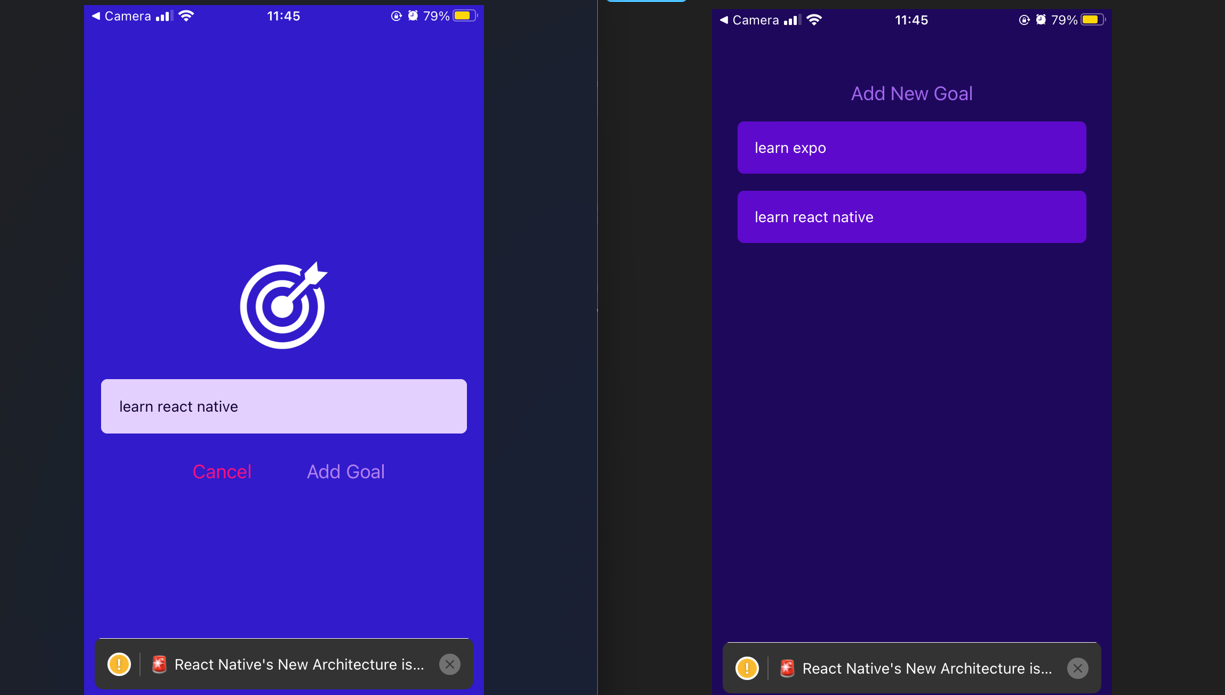 ◀ Camera
11:45
79%
learn react native
Cancel
Add Goal
🚨 React Native's New Architecture is...
◀ Camera
11:45
79%
Add New Goal
learn expo
learn react native
🚨 React Native's New Architecture is...